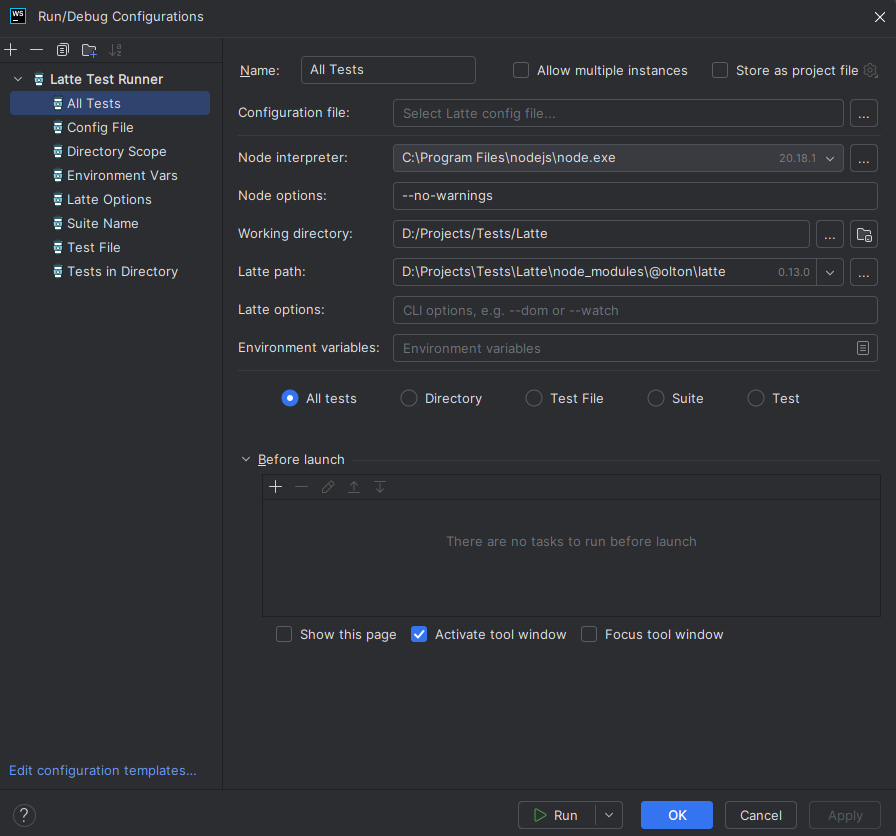 WS
Run/Debug Configurations
Latte Test Runner
All Tests
Config File
Directory Scope
Environment Vars
Latte Options
Suite Name
Test File
Tests in Directory
Edit configuration templates...
Name: All Tests Allow multiple instances Store as project file
Configuration file: Select Latte config file... ...
Node interpreter: C:\Program Files\nodejs\node.exe 20.18.1 ...
Node options: --no-warnings
Working directory: D:/Projects/Tests/Latte ...
Latte path: D:\Projects\Tests\Latte\node_modules\@olton\latte 0.13.0 ...
Latte options: CLI options, e.g. --dom or --watch
Environment variables: Environment variables
All tests Directory Test File Suite Test
Before launch
There are no tasks to run before launch
Show this page Activate tool window Focus tool window
? Run OK Cancel Apply